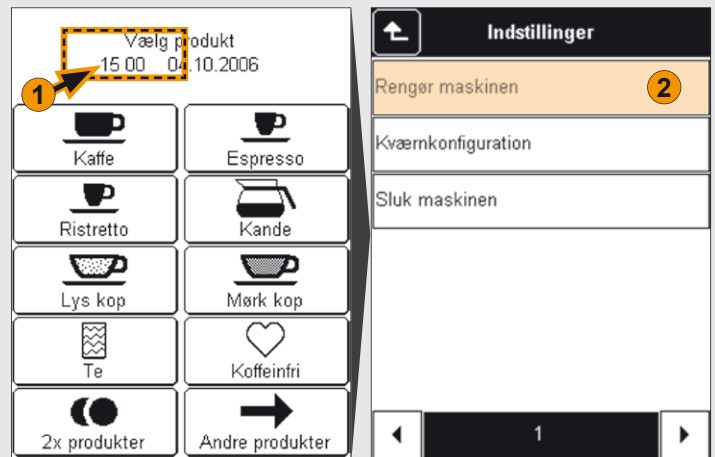 Vælg produkt
15 00 04.10.2006
1
Kaffe
Espresso
Ristretto
Kande
Lys kop
Mørk kop
Te
Koffeinfri
2x produkter
Andre produkter
Indstillinger
Rengør maskinen
2
Kværnkonfiguration
Sluk maskinen
1